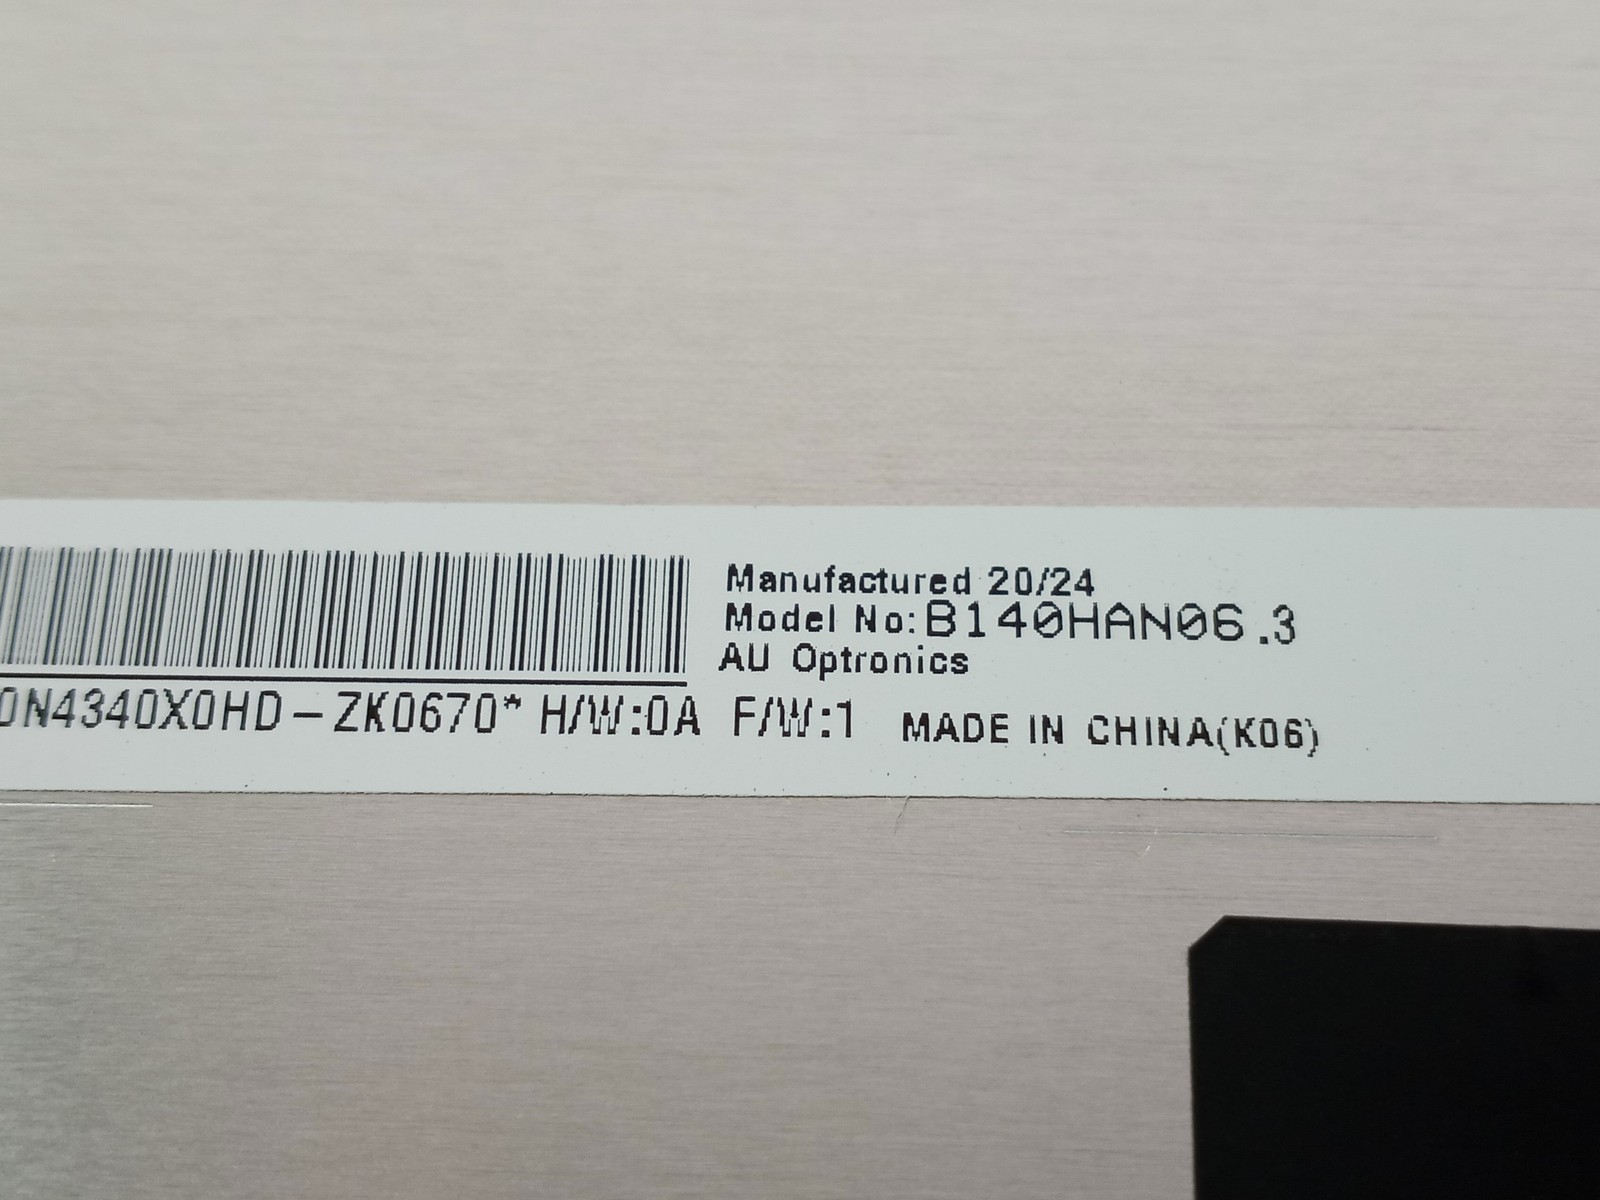 Manufactured 20/24
Model No:B140HAN06.3
AU Optronics
0N4340X0HD-ZK0670* H/W:0A F/W:1 MADE IN CHINA(K06)